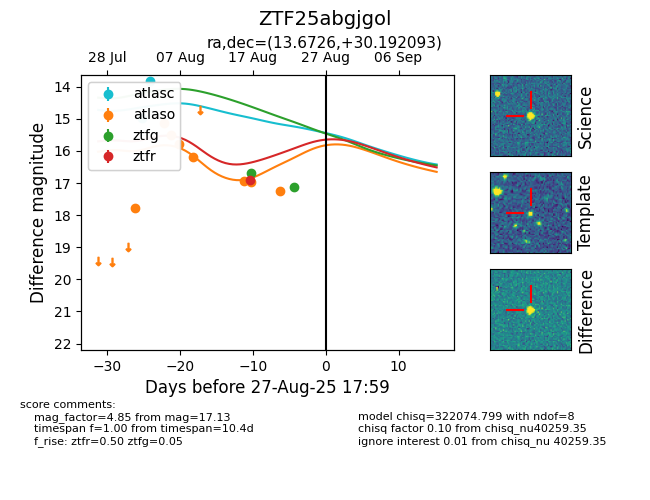 ZTF25abgjgol
ra,dec=(13.6726,+30.192093)
28 Jul 07 Aug 17 Aug 27 Aug 06 Sep
atlasc
atlaso
ztfg
ztfr
14
15
16
17
18
19
20
21
22
Difference magnitude
−30 −20 −10 0 10
Days before 27-Aug-25 17:59
Science
Template
Difference
score comments:
mag_factor=4.85 from mag=17.13
timespan f=1.00 from timespan=10.4d
f_rise: ztfr=0.50 ztfg=0.05
model chisq=322074.799 with ndof=8
chisq factor 0.10 from chisq_nu40259.35
ignore interest 0.01 from chisq_nu 40259.35